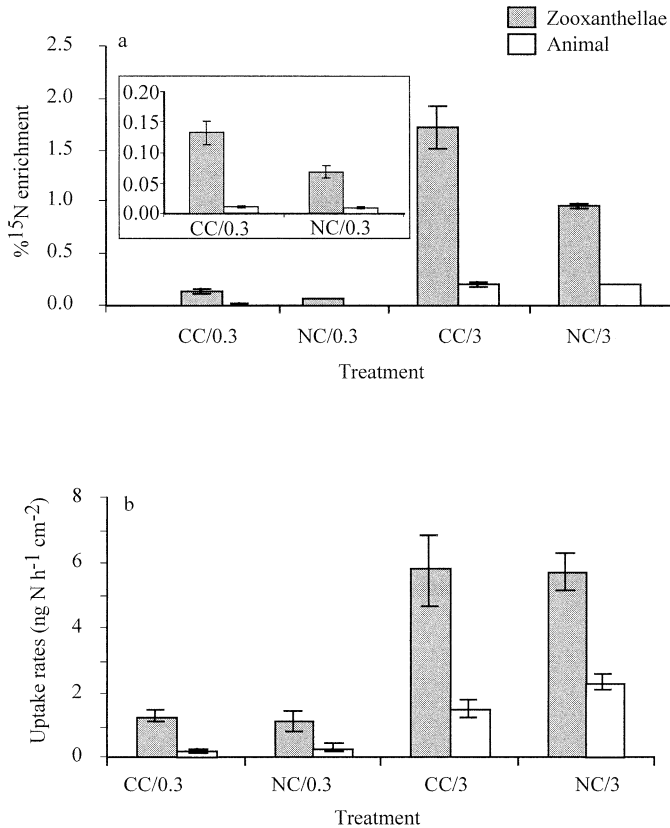 Zooxanthellae
Animal
a
2.5
2.0
1.5
1.0
0.5
0.0
%15N enrichment
0.20
0.15
0.10
0.05
0.00
CC/0.3 NC/0.3
CC/0.3 NC/0.3 CC/3 NC/3
Treatment
b
8
6
4
2
0
Uptake rates (ng N h-1 cm-2)
CC/0.3 NC/0.3 CC/3 NC/3
Treatment